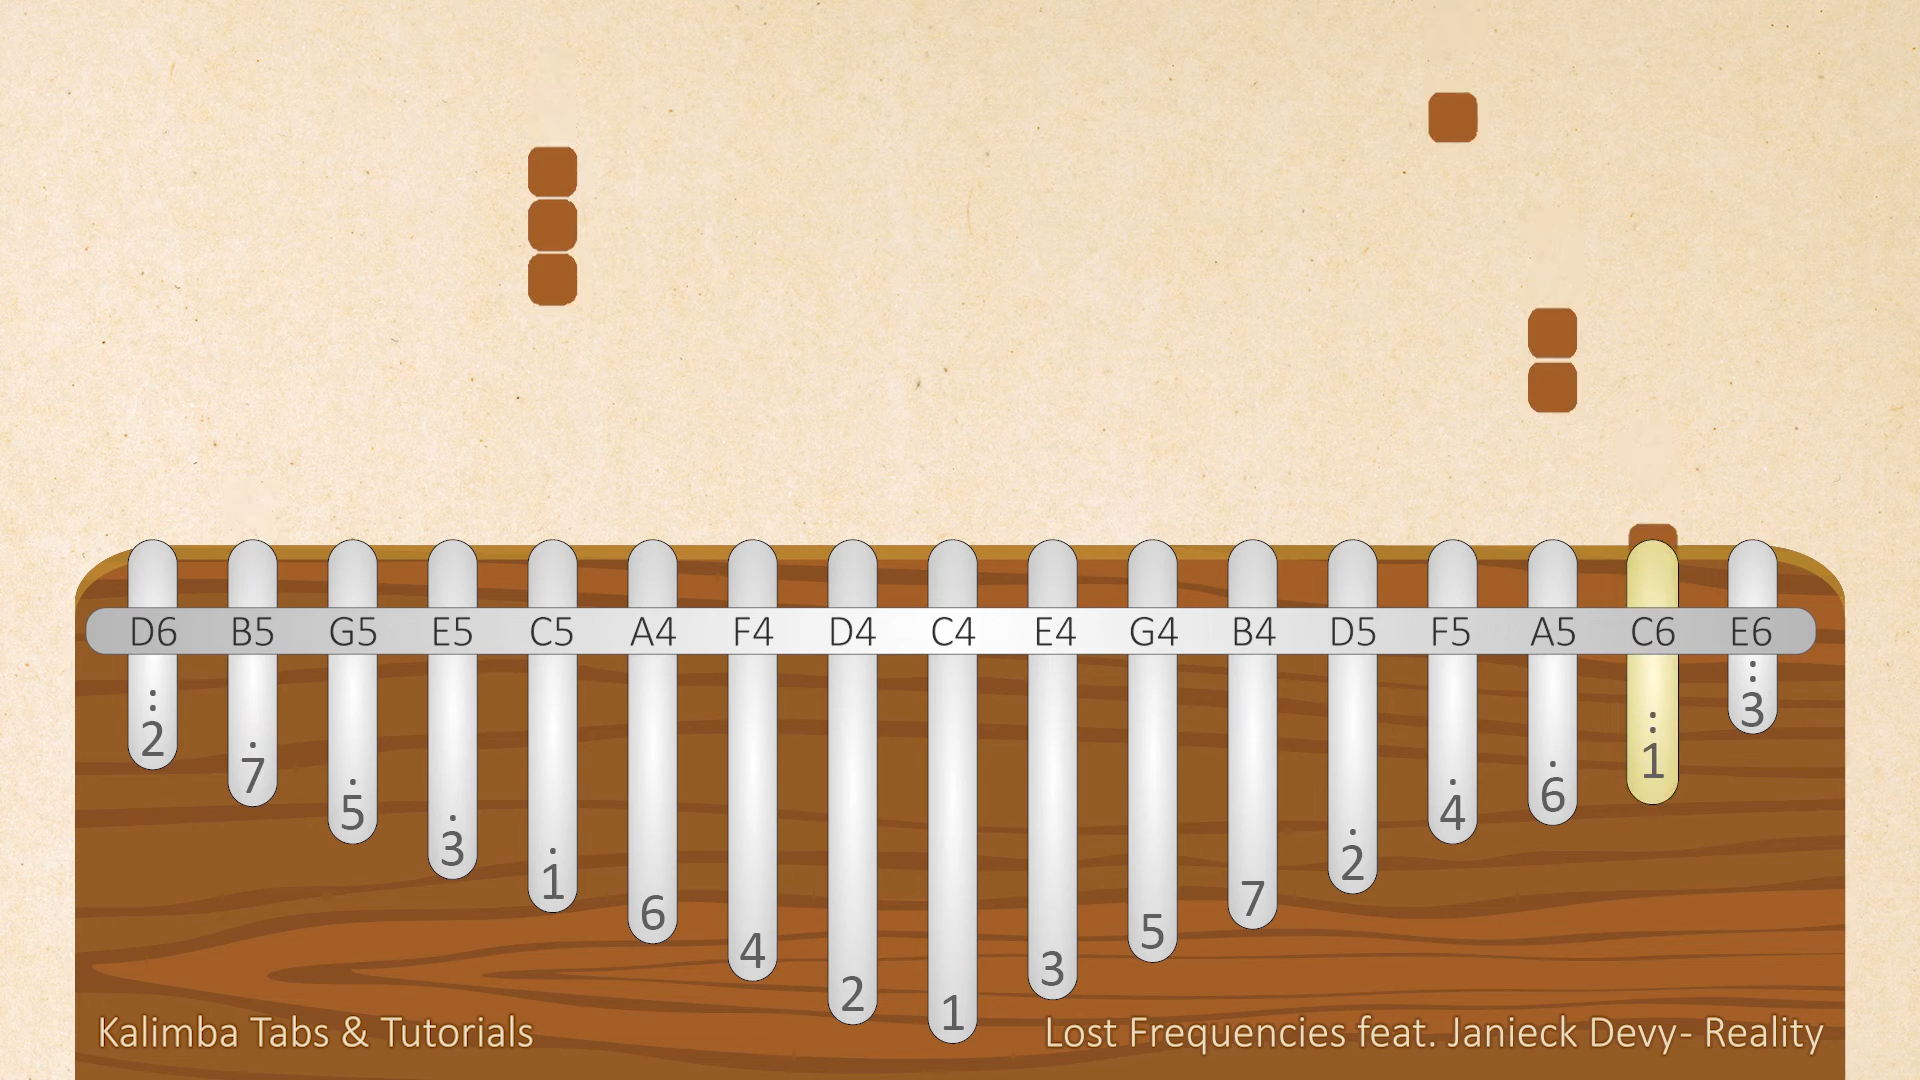 D6 B5 G5 E5 C5 A4 F4 D4 C4 E4 G4 B4 D5 F5 A5 C6 E6
2 7 5 3 1 6 4 2 1 3 5 7 2 4 6 1 3
Kalimba Tabs & Tutorials
Lost Frequencies feat. Janieck Devy- Reality